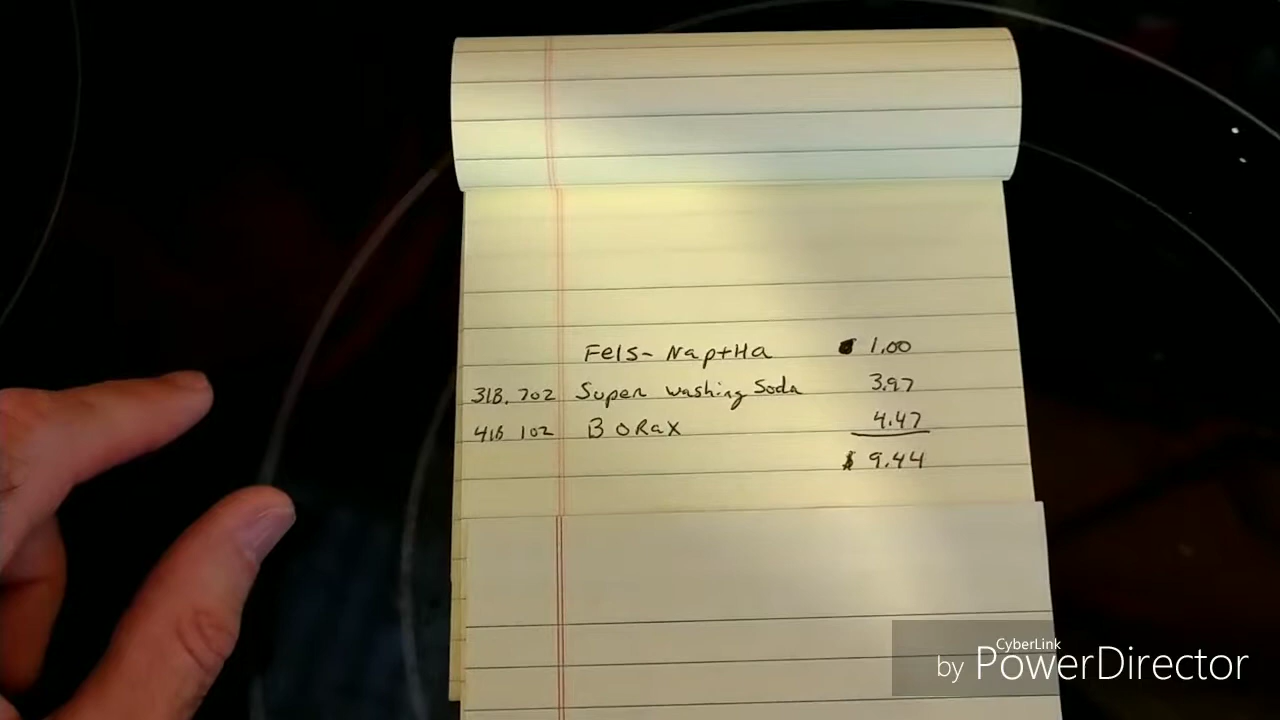 Fels-Naptha $ 1.00
3lB. 7oz Super washing Soda 3.97
4lB 1oz BORax 4.47
$ 9.44
CyberLink
by PowerDirector